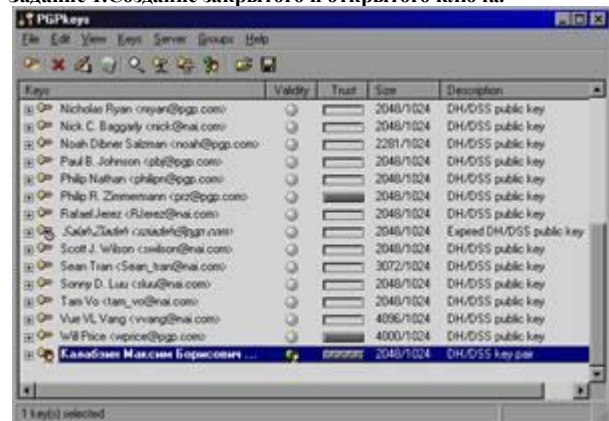 Задание 1.Создание закрытого и открытого ключа.
PGPkeys
File Edit View Keys Server Groups Help
Keys Validity Trust Size Description
Nicholas Ryan <nryan@pgp.com> 2048/1024 DH/DSS public key
Nick C. Baggarly <nick@nai.com> 2048/1024 DH/DSS public key
Noah Dibner Salzman <noah@pgp.com> 2281/1024 DH/DSS public key
Paul B. Johnson <pbj@pgp.com> 2048/1024 DH/DSS public key
Philip Nathan <philipn@pgp.com> 2048/1024 DH/DSS public key
Philip R. Zimmermann <prz@pgp.com> 2048/1024 DH/DSS public key
Rafael Jerez <RJerez@nai.com> 2048/1024 DH/DSS public key
2048/1024 Expired DH/DSS public key
Scott J. Wilson <swilson@nai.com> 2048/1024 DH/DSS public key
Sean Tran <Sean_tran@nai.com> 3072/1024 DH/DSS public key
Sonny D. Luu <sluu@nai.com> 2048/1024 DH/DSS public key
Tam Vo <tam_vo@nai.com> 2048/1024 DH/DSS public key
Vue VL Vang <vvang@nai.com> 4096/1024 DH/DSS public key
Will Price <wprice@pgp.com> 4000/1024 DH/DSS public key
Калабзин Максим Борисович ... 2048/1024 DH/DSS key pair
1 key(s) selected